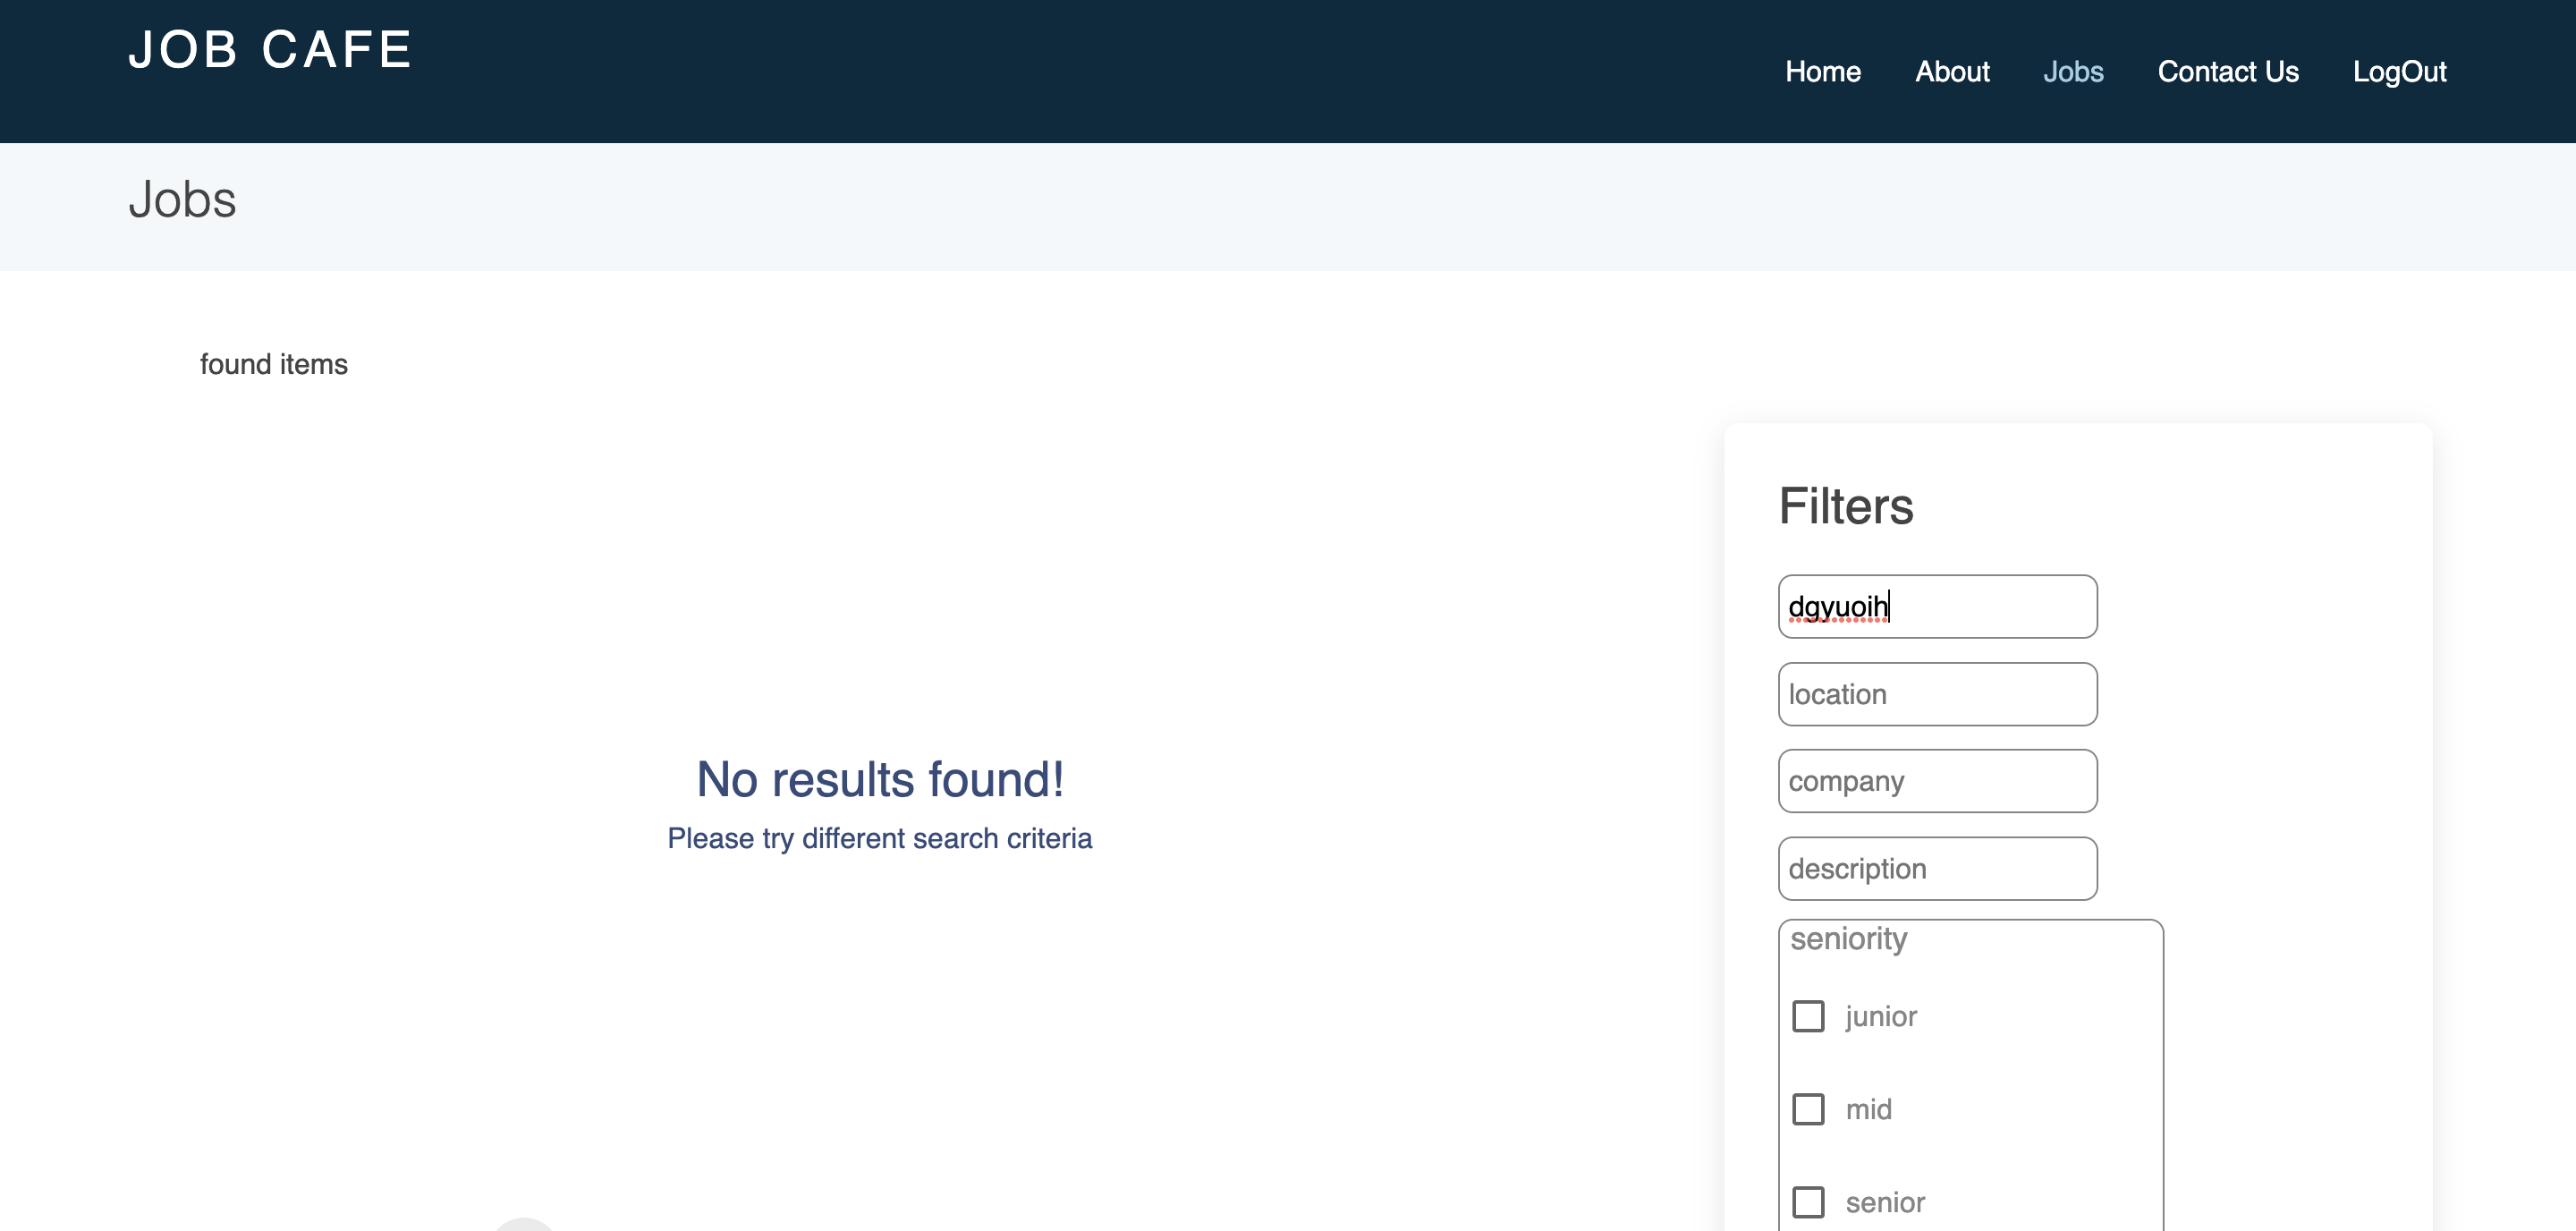 JOB CAFE
Home About Jobs Contact Us LogOut
Jobs
found items
No results found!
Please try different search criteria
Filters
dgyuoih
location
company
description
seniority
junior
mid
senior